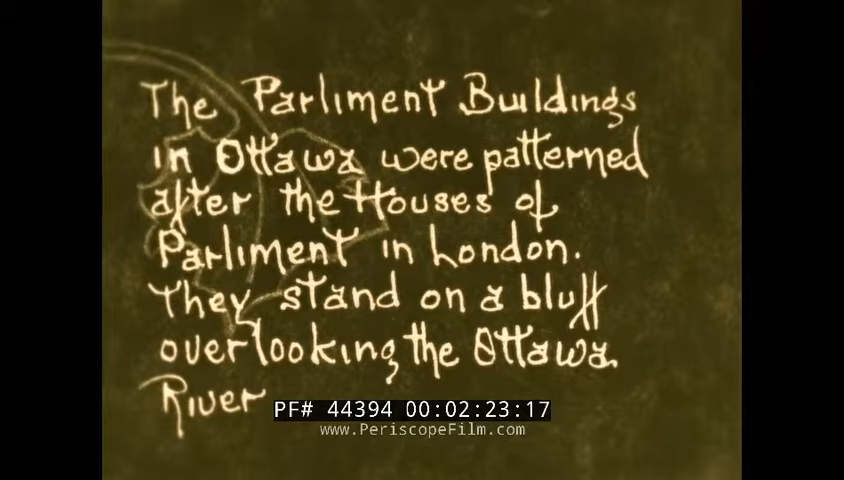 The Parliment Buildings
in Ottawa were patterned
after the Houses of
Parliment in London.
They stand on a bluff
overlooking the Ottawa
River
PF# 44394 00:02:23:17
www.PeriscopeFilm.com